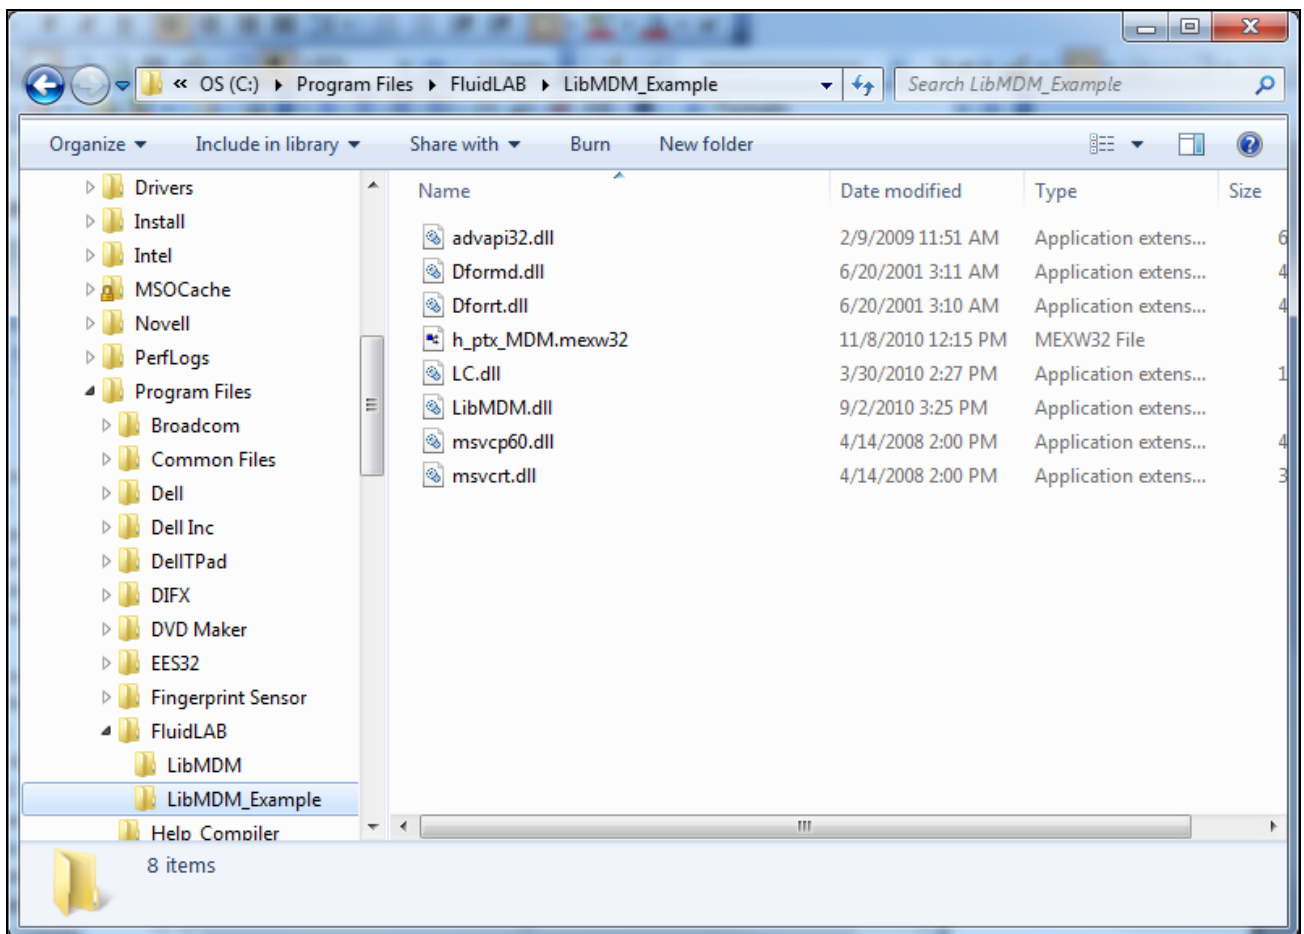 « OS (C:) Program Files FluidLAB LibMDM_Example Search LibMDM_Example
Organize Include in library Share with Burn New folder
Drivers
Install
Intel
MSOCache
Novell
PerfLogs
Program Files
Broadcom
Common Files
Dell
Dell Inc
DellTPad
DIFX
DVD Maker
EES32
Fingerprint Sensor
FluidLAB
LibMDM
LibMDM_Example
Help Compiler
Name Date modified Type Size
advapi32.dll 2/9/2009 11:51 AM Application extens... 6
Dformd.dll 6/20/2001 3:11 AM Application extens... 4
Dforrt.dll 6/20/2001 3:10 AM Application extens... 4
h_ptx_MDM.mexw32 11/8/2010 12:15 PM MEXW32 File
LC.dll 3/30/2010 2:27 PM Application extens... 1
LibMDM.dll 9/2/2010 3:25 PM Application extens...
msvcp60.dll 4/14/2008 2:00 PM Application extens... 4
msvcrt.dll 4/14/2008 2:00 PM Application extens... 3
8 items